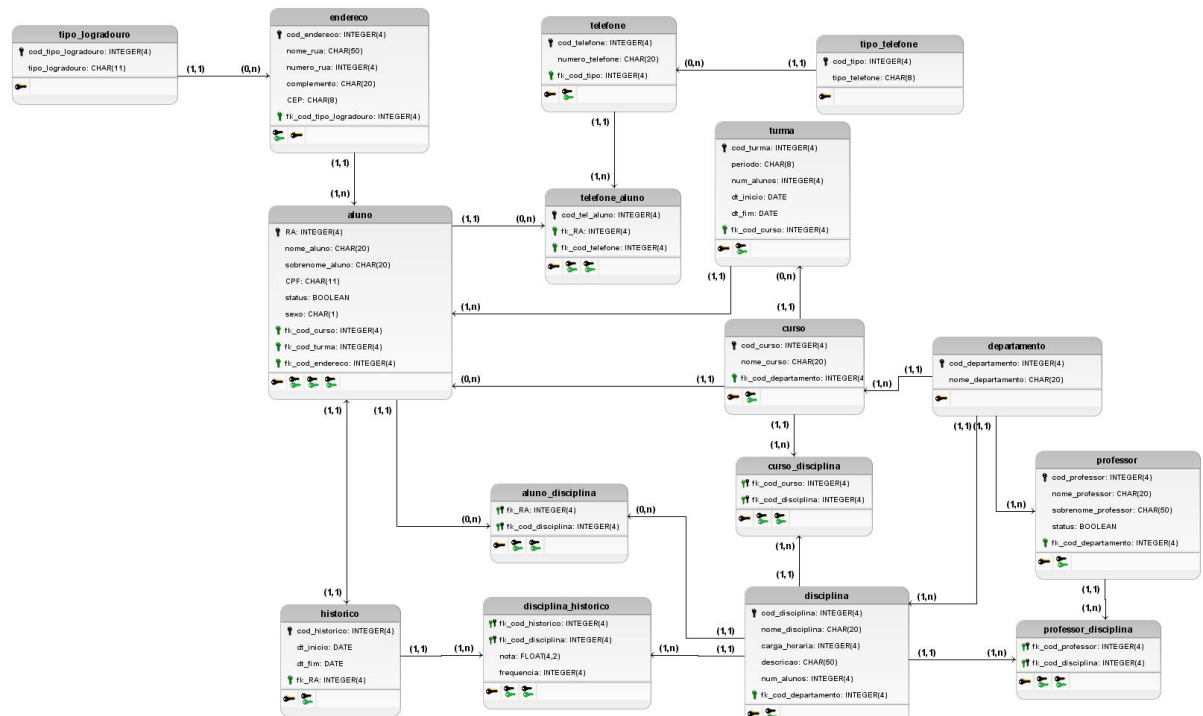 tipo_logradouro
cod_tipo_logradouro: INTEGER(4)
tipo_logradouro: CHAR(11)
(1,1)
(0,n)
endereco
cod_endereco: INTEGER(4)
nome_rua: CHAR(50)
numero_rua: INTEGER(4)
complemento: CHAR(20)
CEP: CHAR(8)
fk_cod_tipo_logradouro: INTEGER(4)
(1,1)
(1,n)
telefone
cod_telefone: INTEGER(4)
numero_telefone: CHAR(20)
fk_cod_tipo: INTEGER(4)
(0,n)
(1,1)
tipo_telefone
cod_tipo: INTEGER(4)
tipo_telefone: CHAR(8)
(1,1)
(1,n)
turma
cod_turma: INTEGER(4)
periodo: CHAR(8)
num_alunos: INTEGER(4)
dt_inicio: DATE
dt_fim: DATE
fk_cod_curso: INTEGER(4)
(1,1)
(0,n)
(1,1)
aluno
RA: INTEGER(4)
nome_aluno: CHAR(20)
sobrenome_aluno: CHAR(20)
CPF: CHAR(11)
status: BOOLEAN
sexo: CHAR(1)
fk_cod_curso: INTEGER(4)
fk_cod_turma: INTEGER(4)
fk_cod_endereco: INTEGER(4)
(1,1)
(0,n)
telefone_aluno
cod_tel_aluno: INTEGER(4)
fk_RA: INTEGER(4)
fk_cod_telefone: INTEGER(4)
(1,n)
(0,n)
(1,1)
curso
cod_curso: INTEGER(4)
nome_curso: CHAR(20)
fk_cod_departamento: INTEGER(4
(1,n)
(1,1)
departamento
cod_departamento: INTEGER(4)
nome_departamento: CHAR(20)
(1,1)
(1,1)
(1,1)
(1,n)
(1,1)
(1,1)
curso_disciplina
fk_cod_curso: INTEGER(4)
fk_cod_disciplina: INTEGER(4)
(1,n)
(1,1)
professor
cod_professor: INTEGER(4)
nome_professor: CHAR(20)
sobrenome_professor: CHAR(50)
status: BOOLEAN
fk_cod_departamento: INTEGER(4)
(1,n)
(1,1)
(1,n)
aluno_disciplina
fk_RA: INTEGER(4)
fk_cod_disciplina: INTEGER(4)
(0,n)
(0,n)
(1,1)
historico
cod_historico: INTEGER(4)
dt_inicio: DATE
dt_fim: DATE
fk_RA: INTEGER(4)
(1,1)
(1,n)
disciplina_historico
fk_cod_historico: INTEGER(4)
fk_cod_disciplina: INTEGER(4)
nota: FLOAT(4,2)
frequencia: INTEGER(4)
(1,n)
(1,1)
(1,1)
disciplina
cod_disciplina: INTEGER(4)
nome_disciplina: CHAR(20)
carga_horaria: INTEGER(4)
descricao: CHAR(50)
num_alunos: INTEGER(4)
fk_cod_departamento: INTEGER(4)
(1,n)
(1,1)
(1,n)
professor_disciplina
fk_cod_professor: INTEGER(4)
fk_cod_disciplina: INTEGER(4)